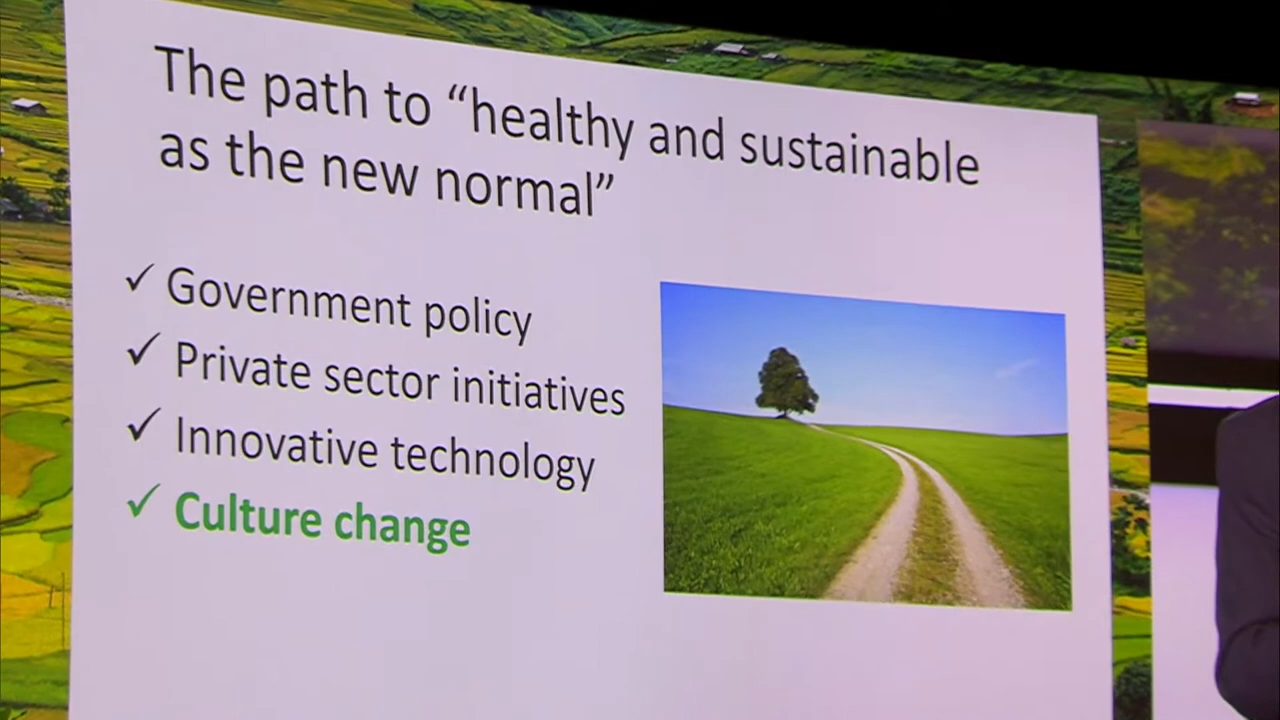 The path to “healthy and sustainable
as the new normal”
✓ Government policy
✓ Private sector initiatives
✓ Innovative technology
✓ Culture change